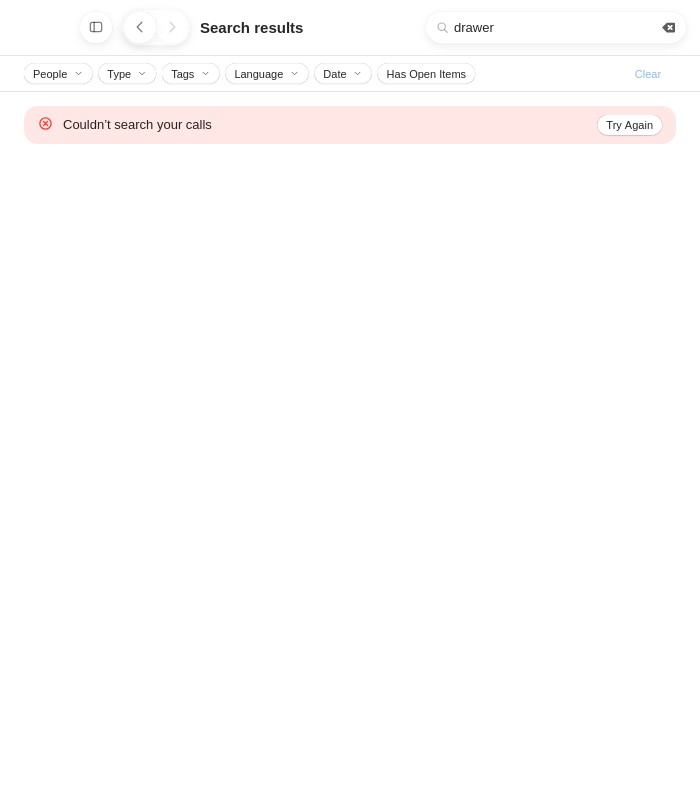 Search results
drawer
People
Type
Tags
Language
Date
Has Open Items
Clear
Couldn’t search your calls
Try Again